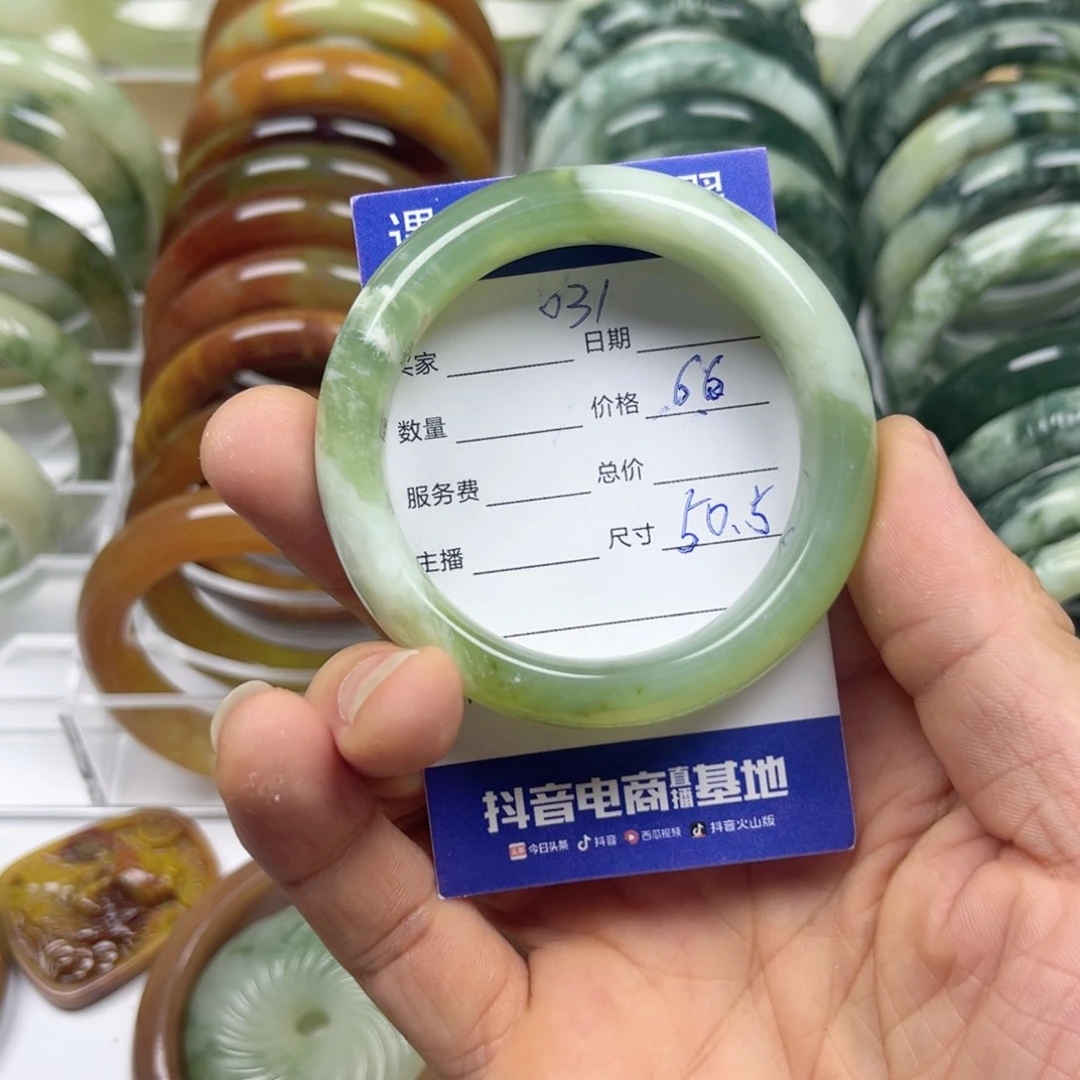 031
买家 日期
数量 价格 66
服务费 总价
主播 尺寸 50.5
抖音电商直播基地
今日头条 抖音 西瓜视频 抖音火山版